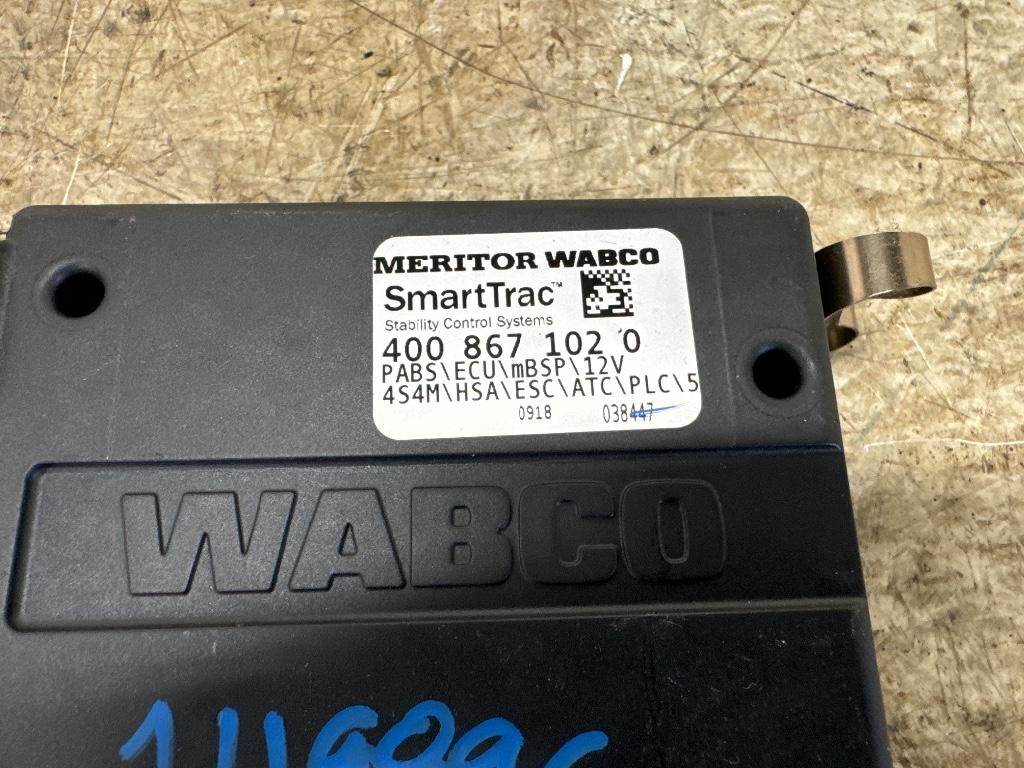 MERITOR WABCO
SmartTrac™
Stability Control Systems
400 867 102 0
PABS\ECU\mBSP\12V
4S4M\HSA\ESC\ATC\PLC\5
0918 038447
WABCO